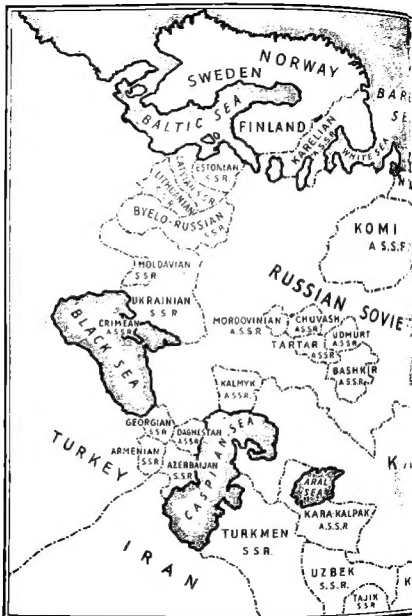 NORWAY
SWEDEN
BALTIC SEA
FINLAND
KARELIAN
S.S.R.
WHITE SEA
ESTONIAN
S.S.R.
LATVIAN S.S.R.
LITHUANIAN
S.S.R.
BYELO-RUSSIAN
S.S.R.
KOMI
A.S.S.R.
MOLDAVIAN
S.S.R.
UKRAINIAN
S.S.R.
RUSSIAN SOVIE
CRIMEAN
A.S.S.R.
BLACK SEA
MORDOVINIAN
A.S.S.R.
CHUVASH
A.S.S.R.
TARTAR
A.S.S.R.
UDMURT
A.S.S.R.
BASHKIR
A.S.S.R.
KALMYK
A.S.S.R.
GEORGIAN
S.S.R.
DAGHESTAN
A.S.S.R.
ARMENIAN
S.S.R.
AZERBAIJAN
S.S.R.
CASPIAN SEA
TURKEY
ARAL
SEA
KARA-KALPAK
A.S.S.R.
TURKMEN
S.S.R.
IRAN
UZBEK
S.S.R.
TAJIK
S.S.R.